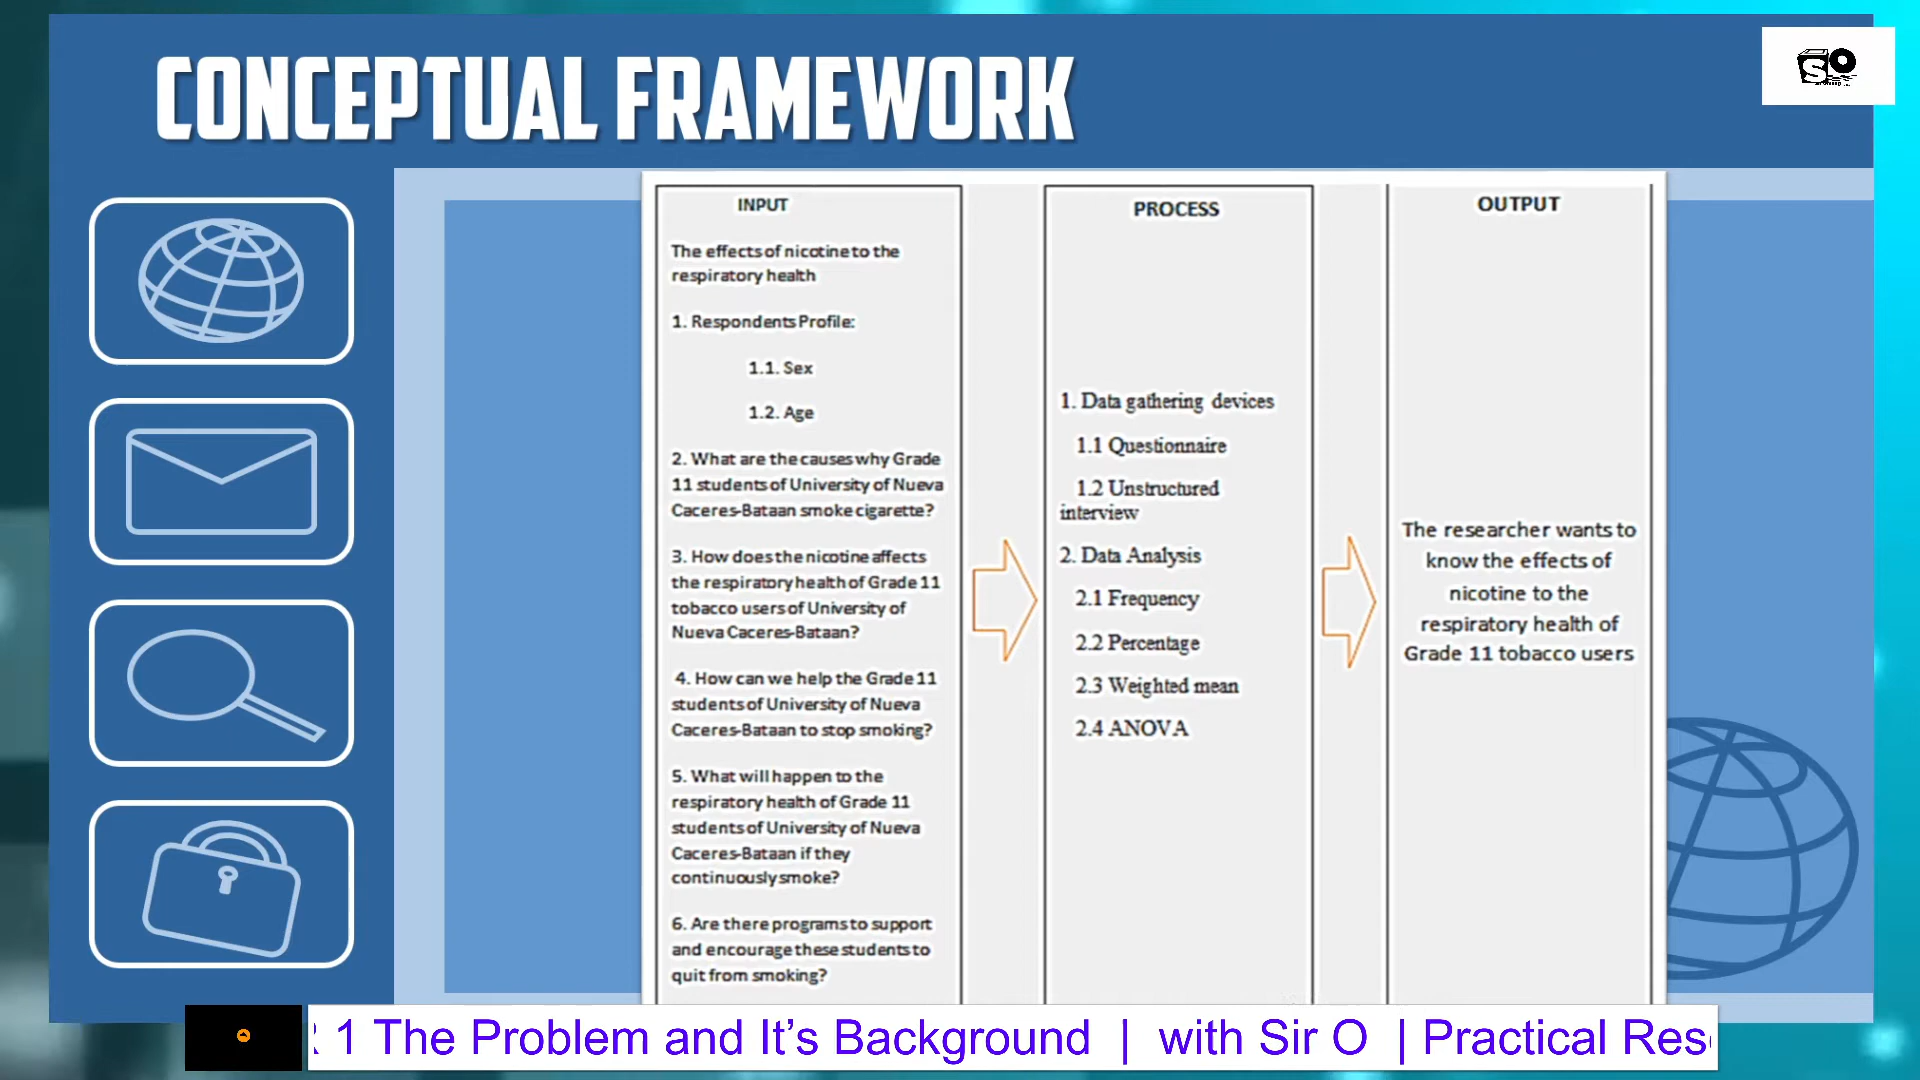 CONCEPTUAL FRAMEWORK
SO
INPUT
The effects of nicotine to the
respiratory health
1. Respondents Profile:
1.1. Sex
1.2. Age
2. What are the causes why Grade
11 students of University of Nueva
Caceres-Bataan smoke cigarette?
3. How does the nicotine affects
the respiratory health of Grade 11
tobacco users of University of
Nueva Caceres-Bataan?
4. How can we help the Grade 11
students of University of Nueva
Caceres-Bataan to stop smoking?
5. What will happen to the
respiratory health of Grade 11
students of University of Nueva
Caceres-Bataan if they
continuously smoke?
6. Are there programs to support
and encourage these students to
quit from smoking?
PROCESS
1. Data gathering devices
1.1 Questionnaire
1.2 Unstructured
interview
2. Data Analysis
2.1 Frequency
2.2 Percentage
2.3 Weighted mean
2.4 ANOVA
OUTPUT
The researcher wants to
know the effects of
nicotine to the
respiratory health of
Grade 11 tobacco users
1 The Problem and It's Background | with Sir O | Practical Res